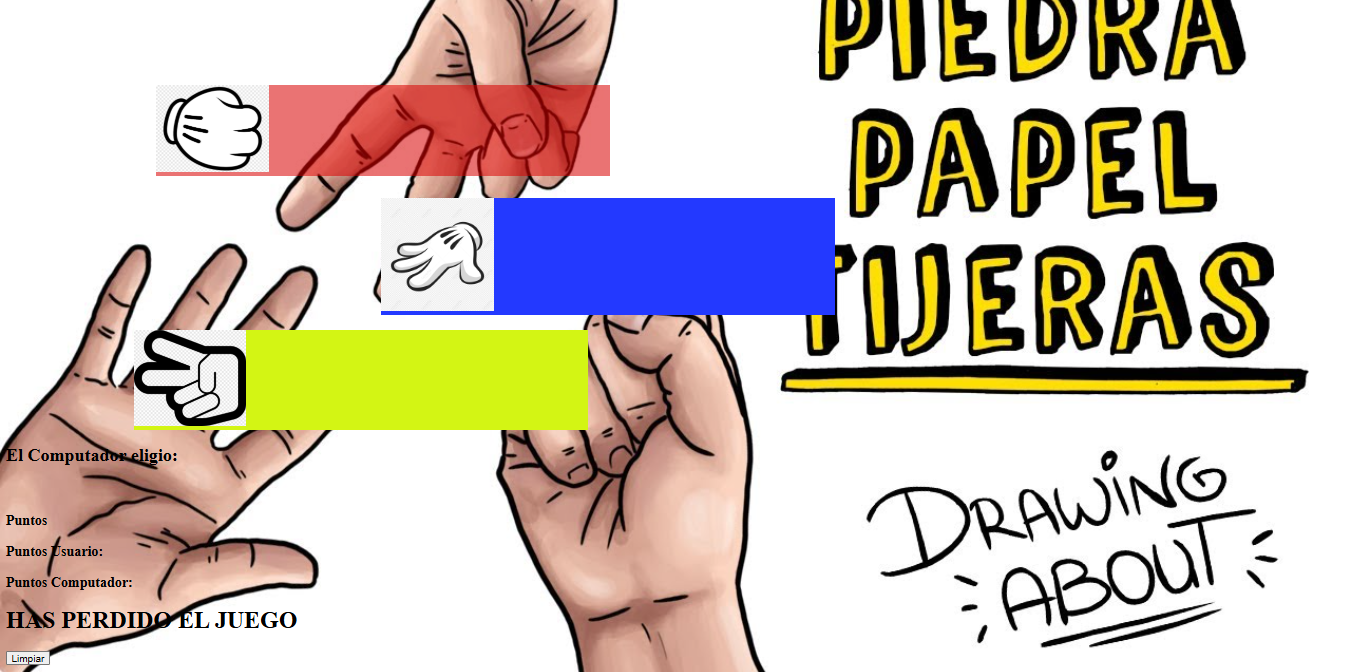 PIEDRA
PAPEL
TIJERAS
El Computador eligio:
Puntos
Puntos Usuario:
Puntos Computador:
HAS PERDIDO EL JUEGO
Limpiar
DRAWING
ABOUT